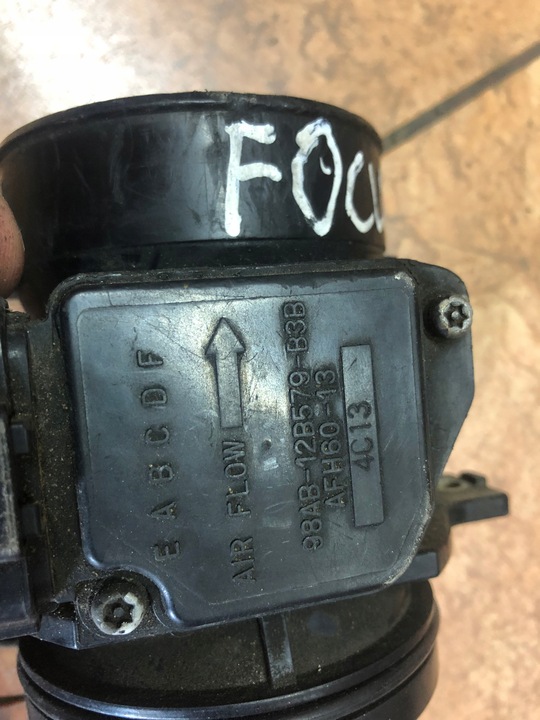 FOCU
E A B C D F
AIR FLOW
98AB-12B579-B3B
AFH60-13
4C13